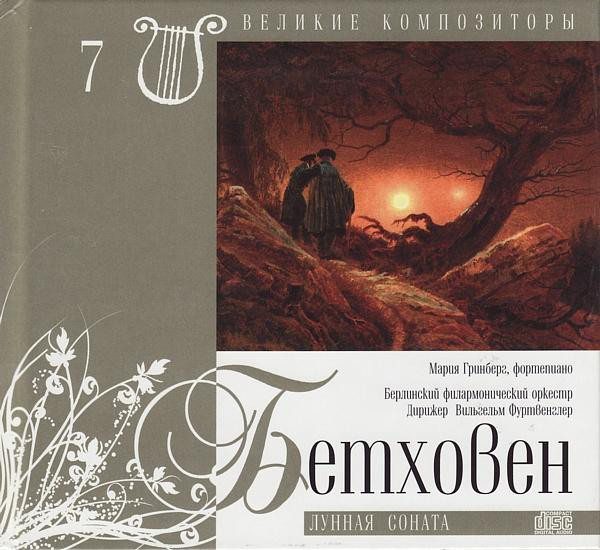 ВЕЛИКИЕ КОМПОЗИТОРЫ
7
Мария Гринберг, фортепиано
Берлинский филармонический оркестр
Дирижер Вильгельм Фуртвенглер
Бетховен
ЛУННАЯ СОНАТА
COMPACT
disc
DIGITAL AUDIO